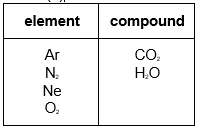 element compound
Ar CO₂
N₂ H₂O
Ne
O₂